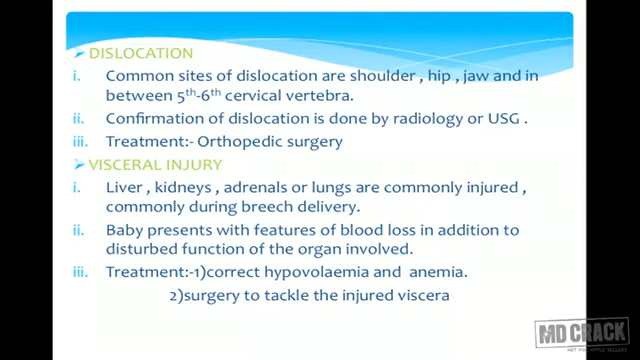 DISLOCATION
i. Common sites of dislocation are shoulder , hip , jaw and in
between 5th-6th cervical vertebra.
ii. Confirmation of dislocation is done by radiology or USG .
iii. Treatment:- Orthopedic surgery
VISCERAL INJURY
i. Liver , kidneys , adrenals or lungs are commonly injured ,
commonly during breech delivery.
ii. Baby presents with features of blood loss in addition to
disturbed function of the organ involved.
iii. Treatment:-1)correct hypovolaemia and anemia.
2)surgery to tackle the injured viscera
MD CRACK
NOT FOR APPLE SELLERS